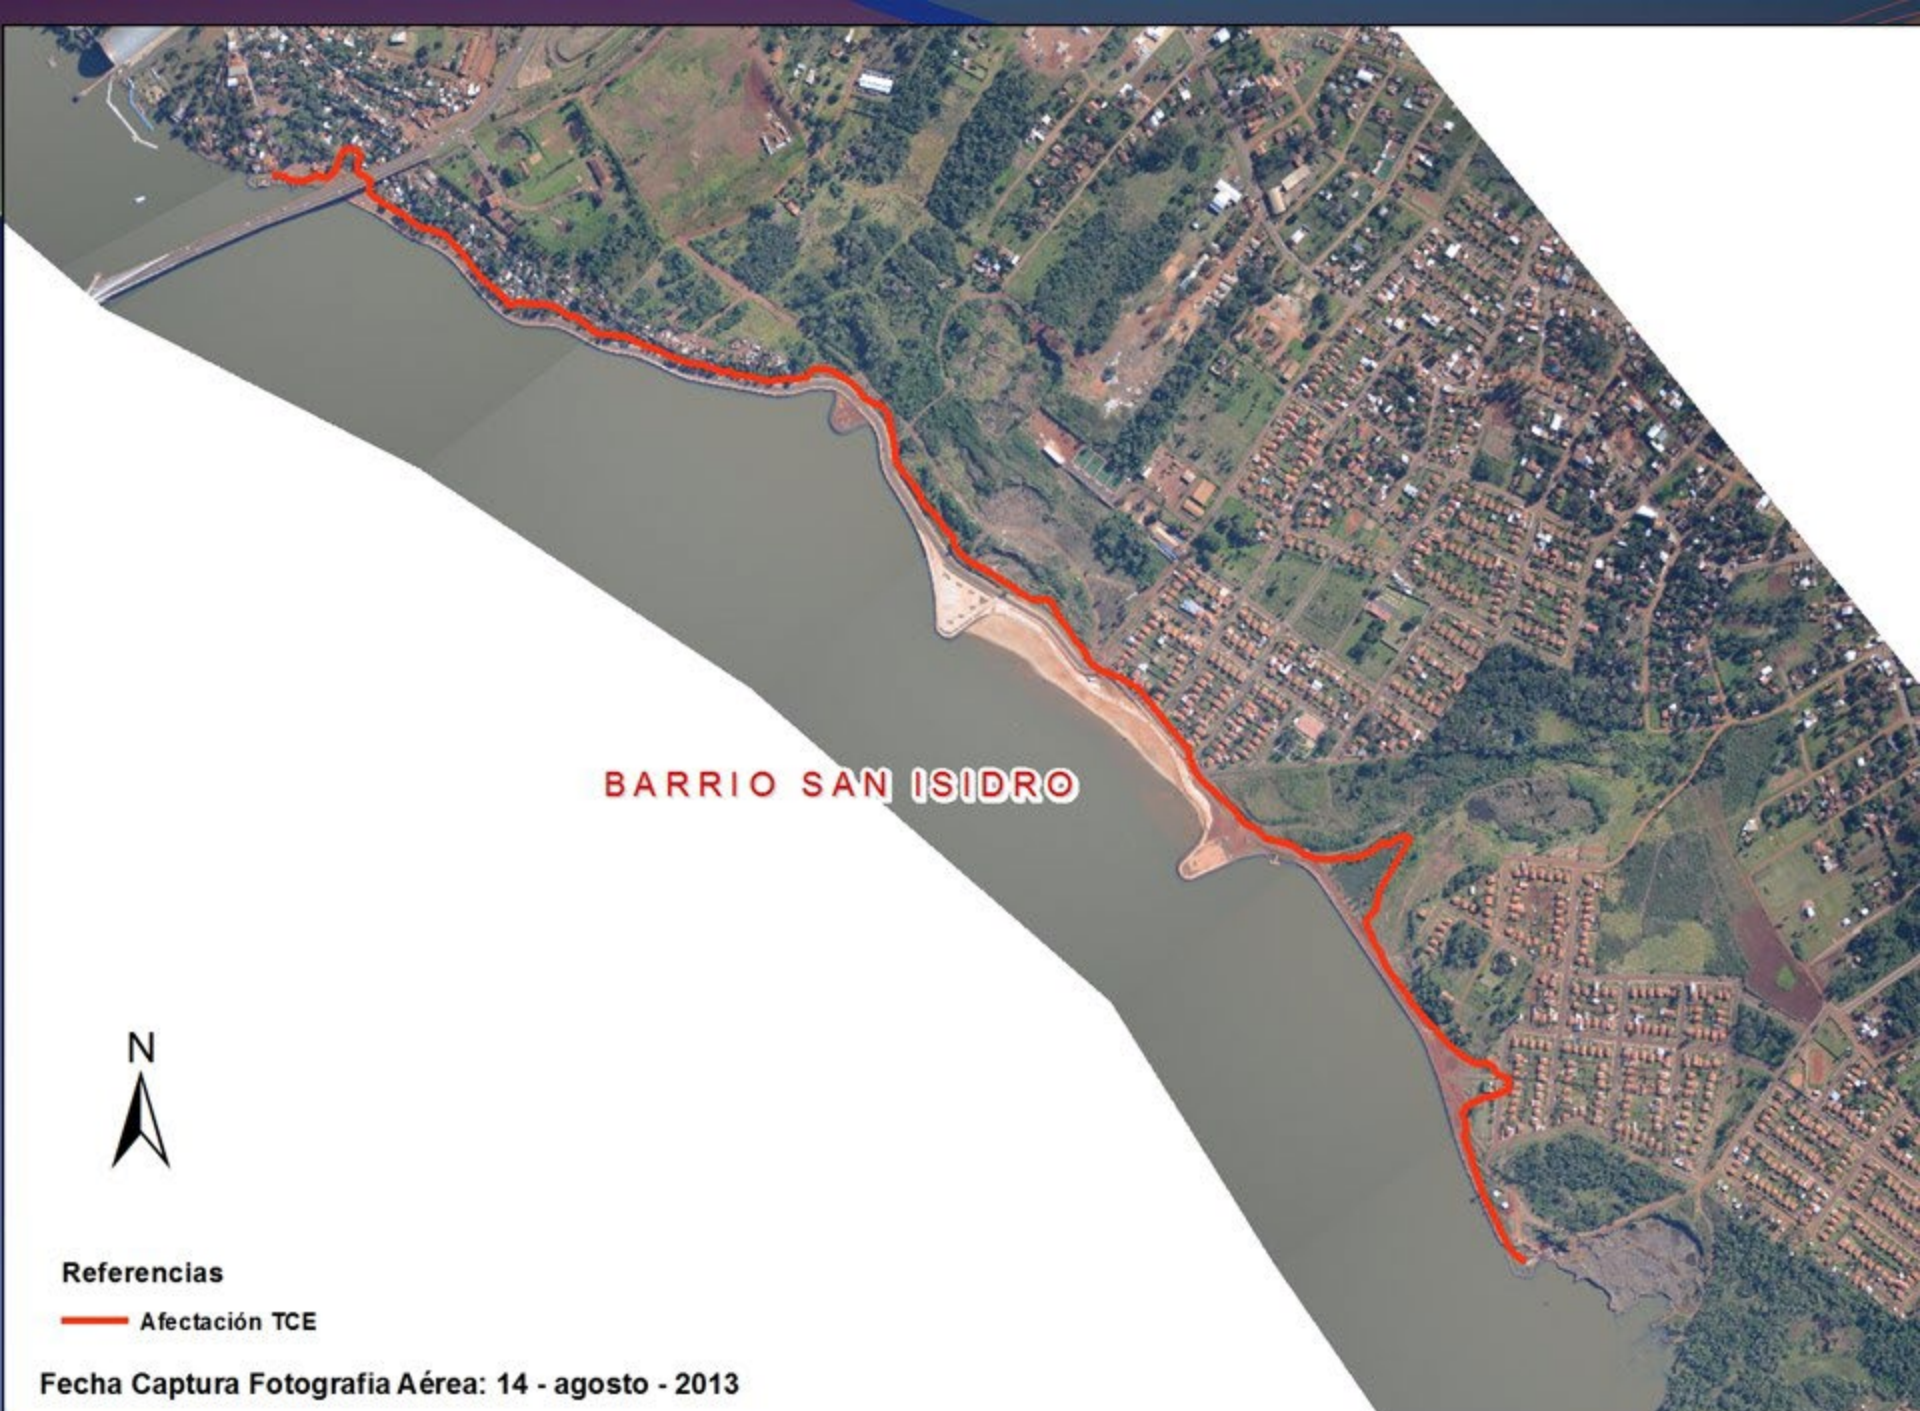 BARRIO SAN ISIDRO
N
Referencias
Afectación TCE
Fecha Captura Fotografia Aérea: 14 - agosto - 2013